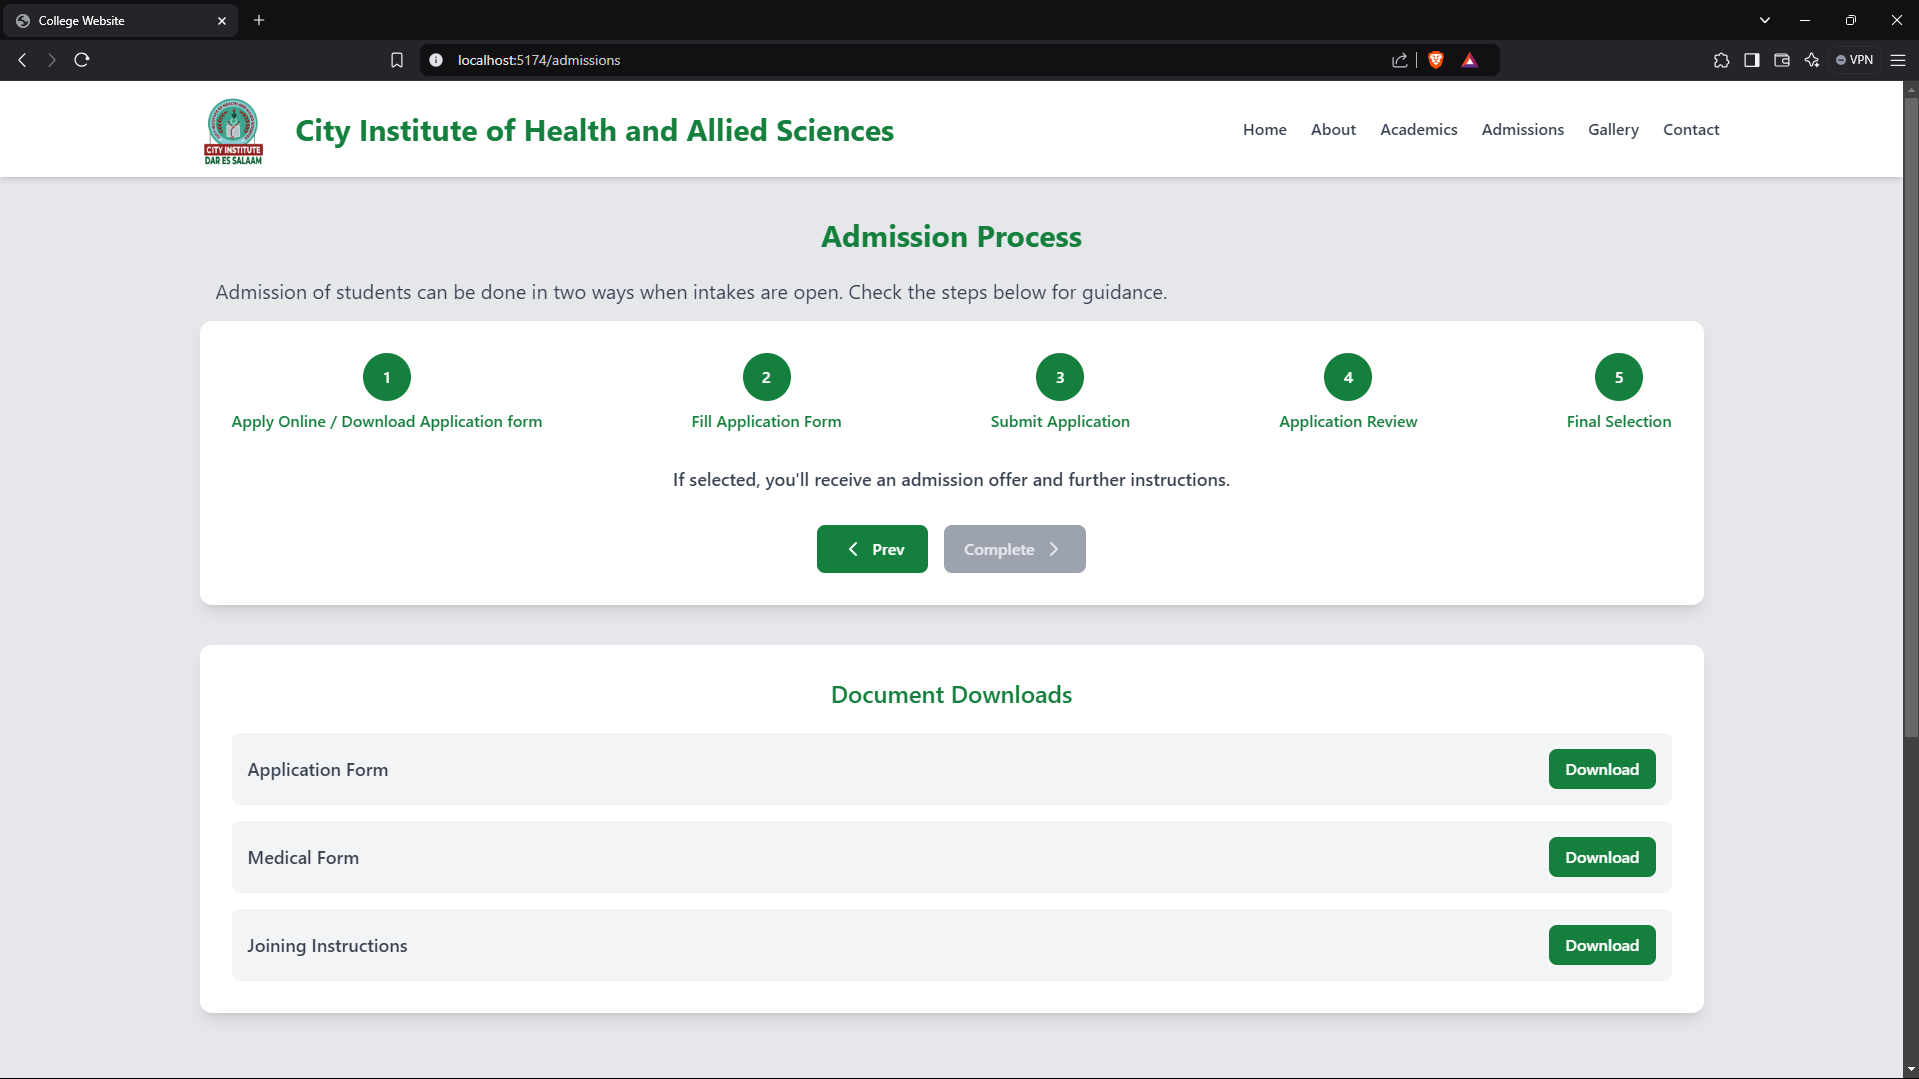 College Website
localhost:5174/admissions
VPN
CITY INSTITUTE
DAR ES SALAAM
City Institute of Health and Allied Sciences
Home About Academics Admissions Gallery Contact
Admission Process
Admission of students can be done in two ways when intakes are open. Check the steps below for guidance.
1 2 3 4 5
Apply Online / Download Application form Fill Application Form Submit Application Application Review Final Selection
If selected, you'll receive an admission offer and further instructions.
Prev Complete
Document Downloads
Application Form Download
Medical Form Download
Joining Instructions Download